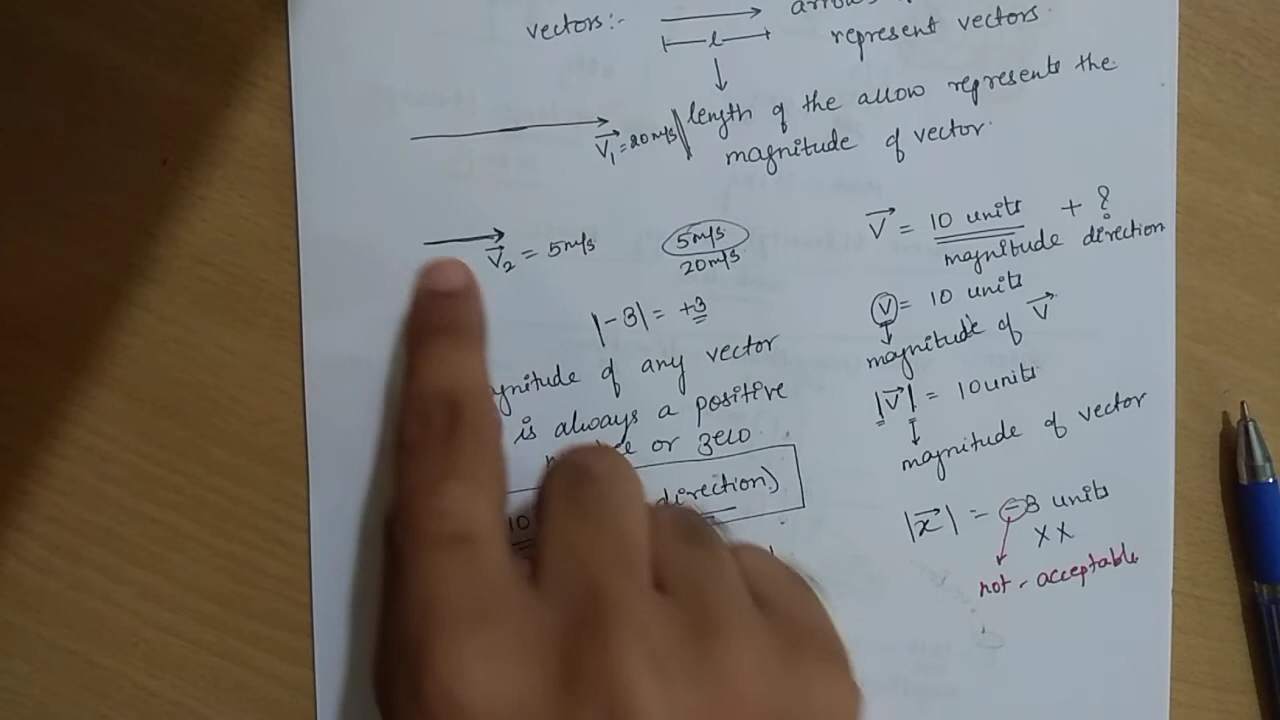 vectors:-
represent vectors.
l
length of the allow represents the
magnitude of vector.
V₁ = 20 m/s
V₂ = 5 m/s
5 m/s
20 m/s
|-3| = +3
of any vector
is always a positive
or zero
10 direction)
V = 10 units + ?
magnitude direction
V = 10 units
magnitude of V
|V| = 10 units
magnitude of vector
|x| = -3 units
X X
not - acceptable